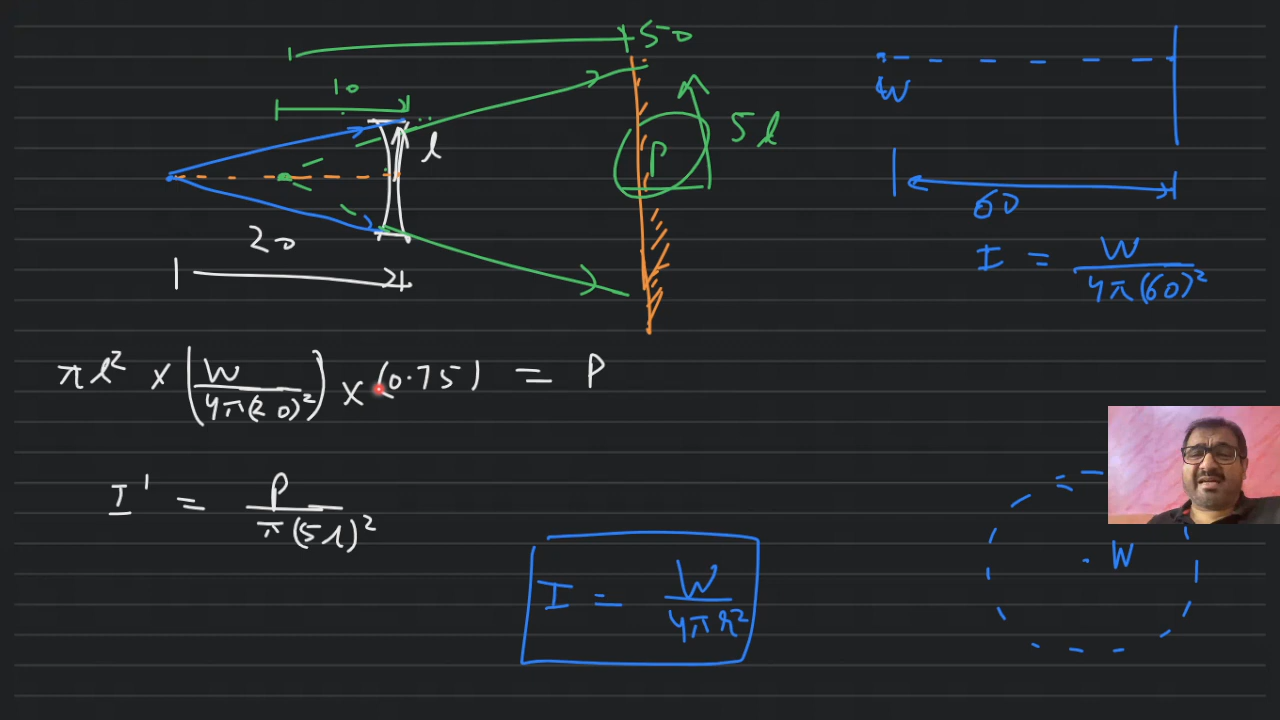 50
10
l
P
5l
20
W
60
I = W / 4π(60)²
πl² × (W / 4π(20)²) × (0.75) = P
I' = P / π(5l)²
I = W / 4πr²
W